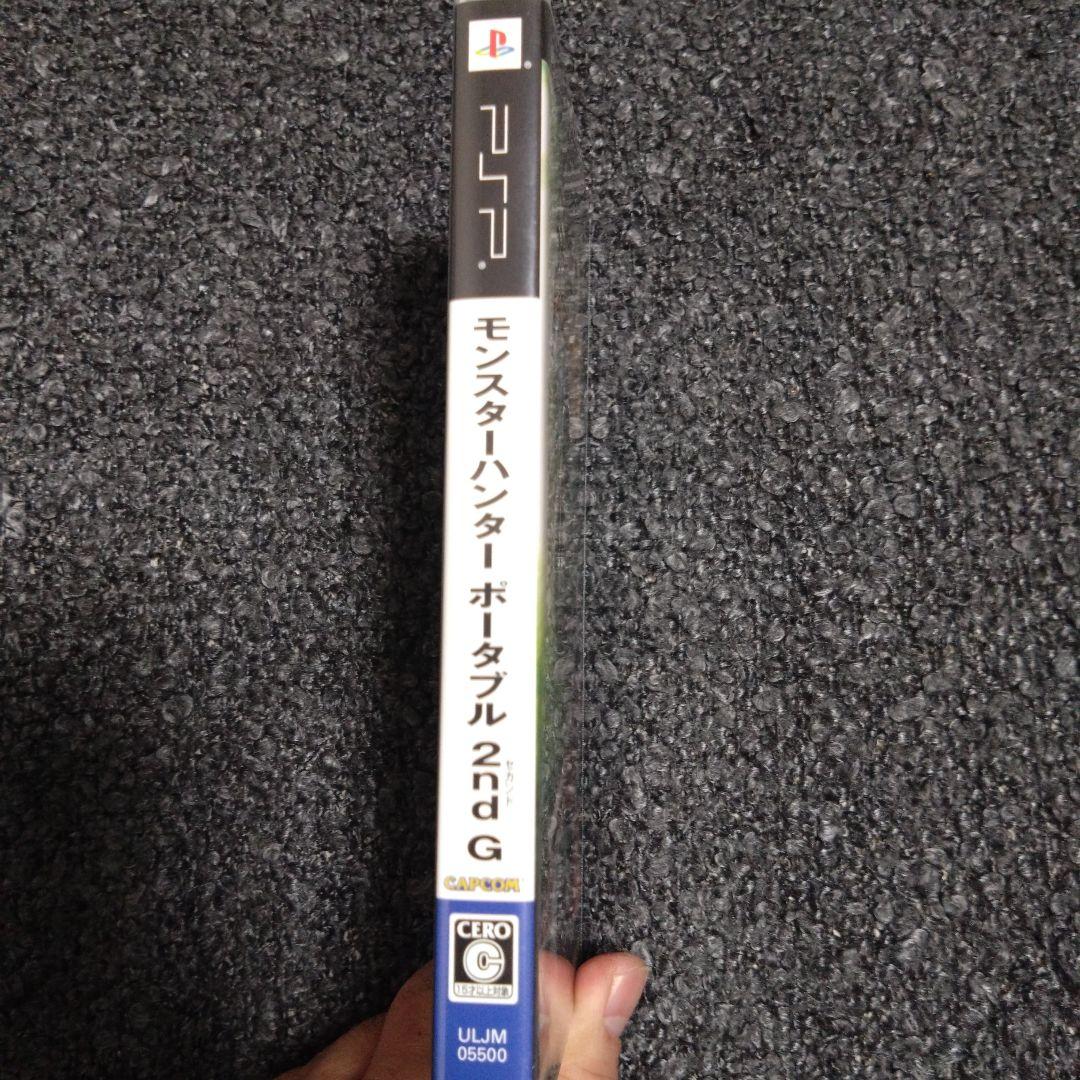 PSP
モンスターハンター ポータブル 2nd G
セカンド
CAPCOM
CERO
C
15才以上対象
ULJM
05500